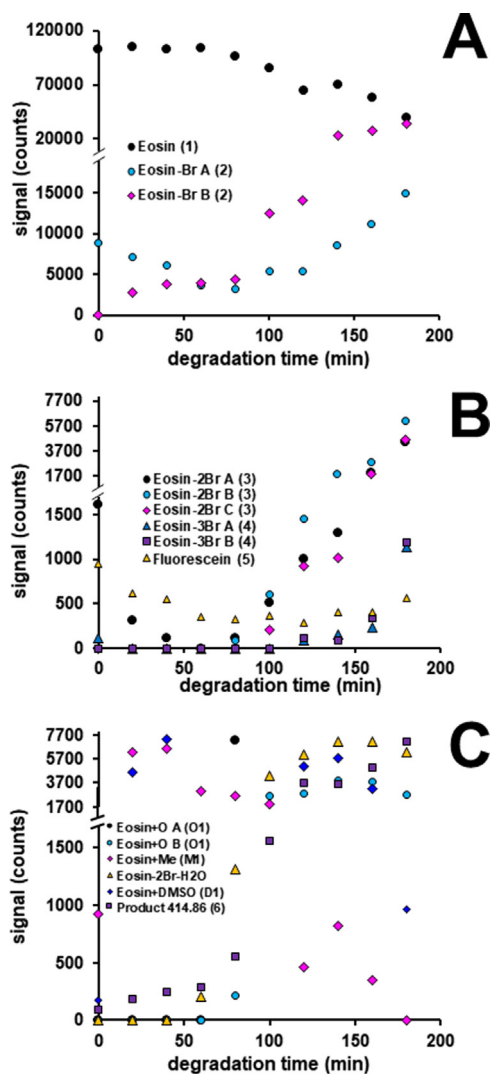 A
120000
70000
20000
15000
10000
5000
0
signal (counts)
Eosin (1)
Eosin-Br A (2)
Eosin-Br B (2)
0 50 100 150 200
degradation time (min)
B
7700
5700
3700
1700
1500
1000
500
0
signal (counts)
Eosin-2Br A (3)
Eosin-2Br B (3)
Eosin-2Br C (3)
Eosin-3Br A (4)
Eosin-3Br B (4)
Fluorescein (5)
0 50 100 150 200
degradation time (min)
C
7700
5700
3700
1700
1500
1000
500
0
signal (counts)
Eosin+O A (O1)
Eosin+O B (O1)
Eosin+Me (M1)
Eosin-2Br-H2O
Eosin+DMSO (D1)
Product 414.86 (6)
0 50 100 150 200
degradation time (min)